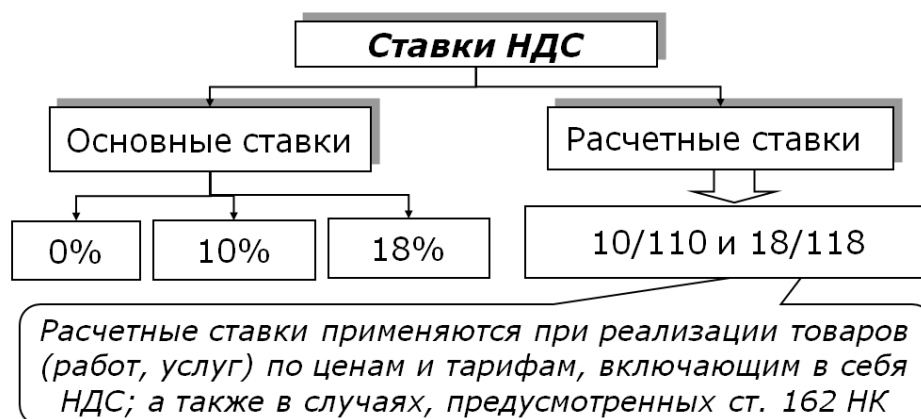 Ставки НДС
Основные ставки
Расчетные ставки
0%
10%
18%
10/110 и 18/118
Расчетные ставки применяются при реализации товаров
(работ, услуг) по ценам и тарифам, включающим в себя
НДС; а также в случаях, предусмотренных ст. 162 НК